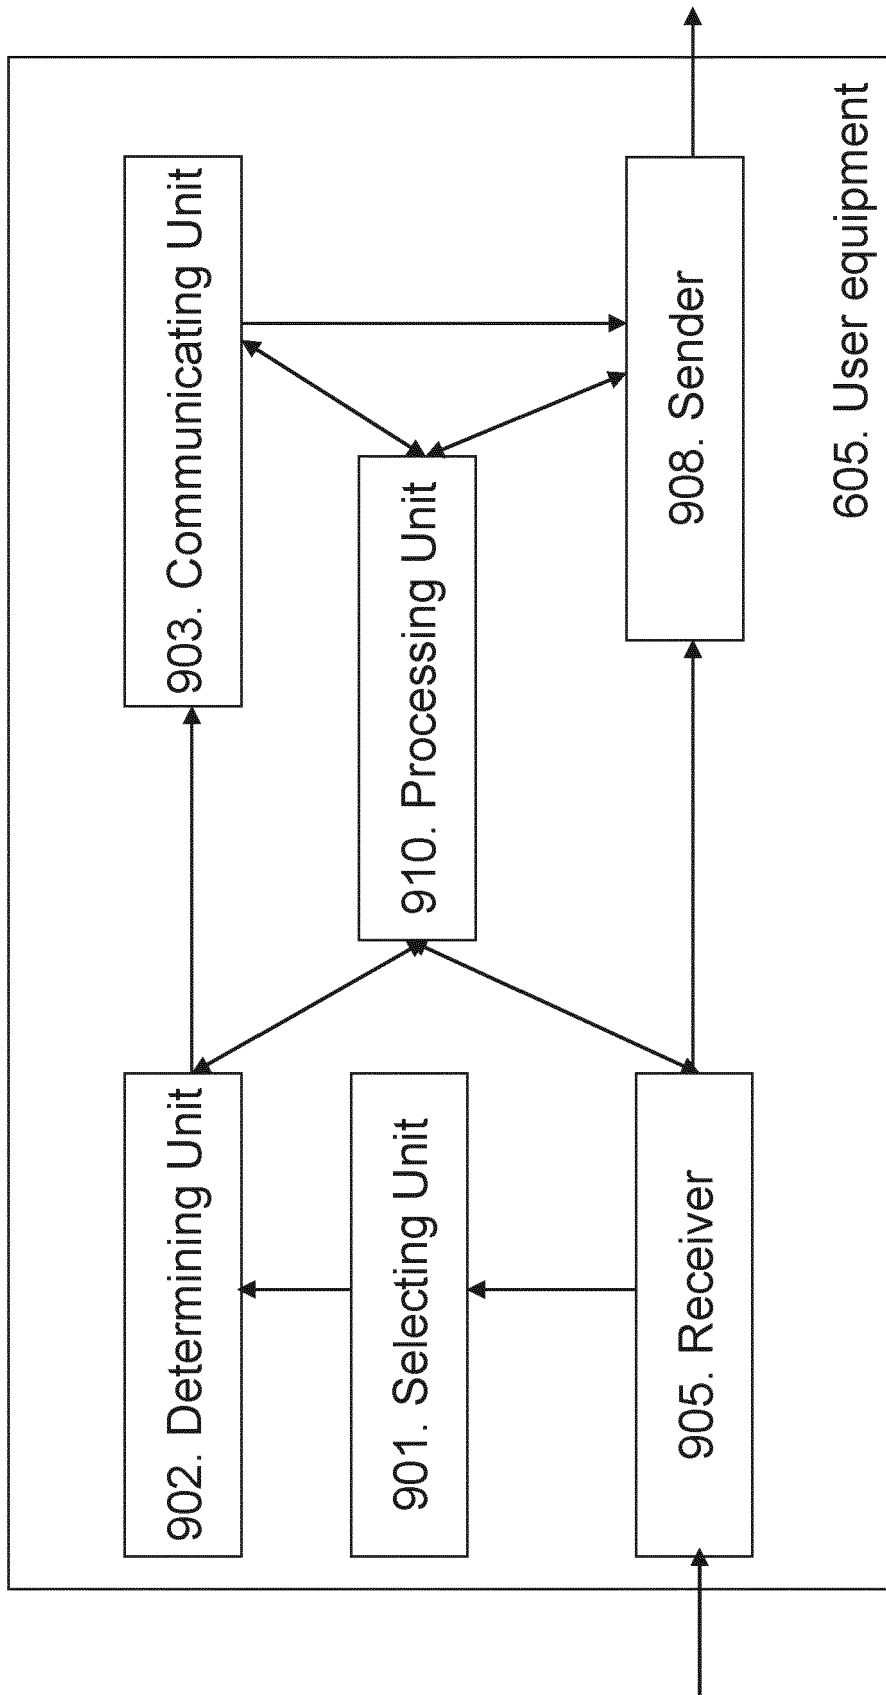 902. Determining Unit
903. Communicating Unit
901. Selecting Unit
910. Processing Unit
905. Receiver
908. Sender
605. User equipment